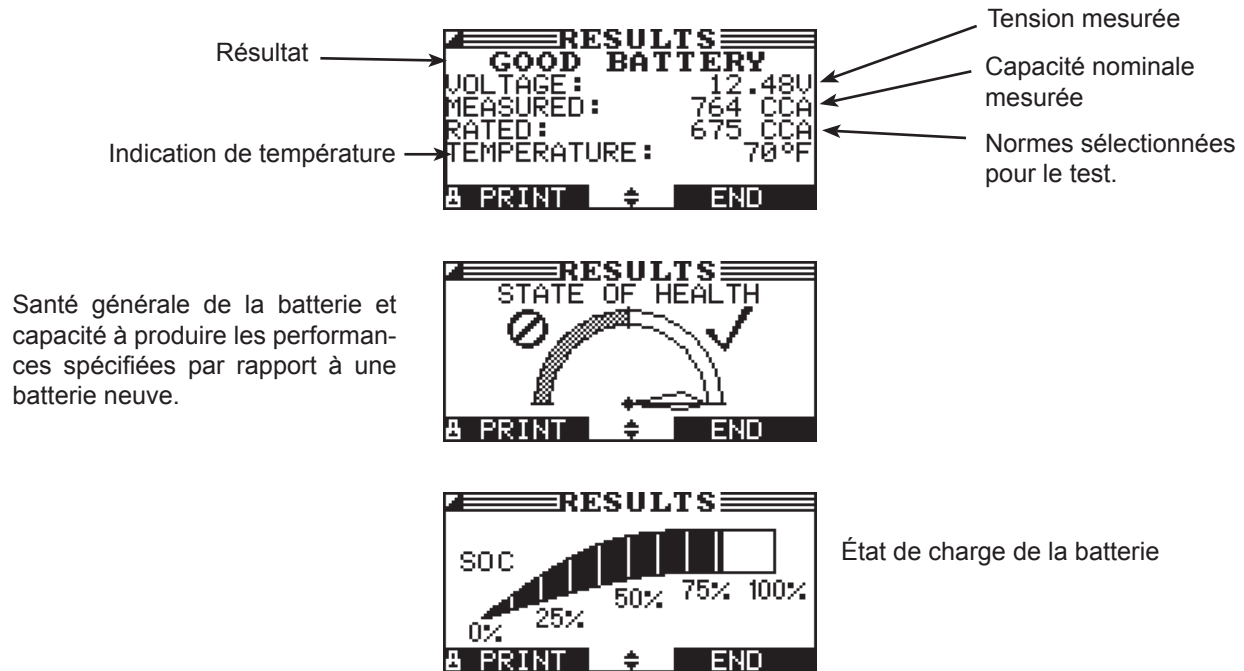 Résultat
Indication de température
RESULTS
GOOD BATTERY
VOLTAGE: 12.48V
MEASURED: 764 CCA
RATED: 675 CCA
TEMPERATURE: 70°F
PRINT END
Tension mesurée
Capacité nominale
mesurée
Normes sélectionnées
pour le test.
Santé générale de la batterie et
capacité à produire les performan-
ces spécifiées par rapport à une
batterie neuve.
RESULTS
STATE OF HEALTH
PRINT END
RESULTS
SOC
0% 25% 50% 75% 100%
PRINT END
État de charge de la batterie